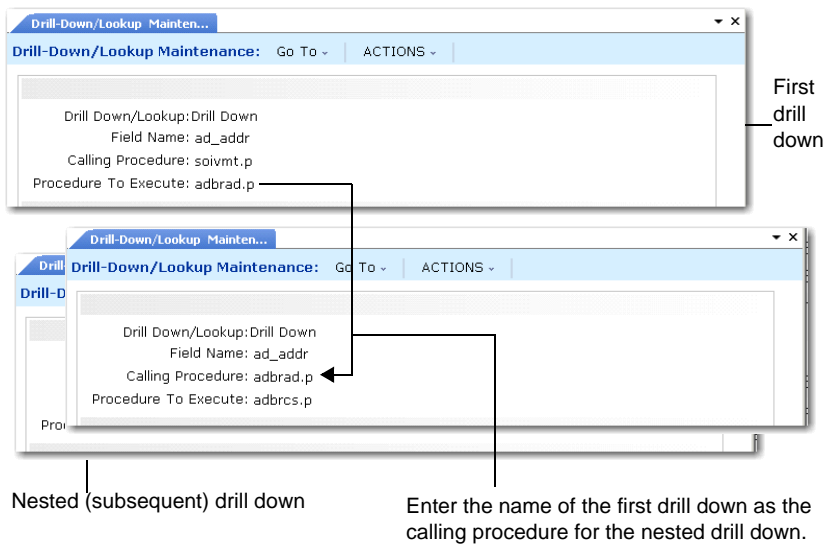 Drill-Down/Lookup Mainten...
Drill-Down/Lookup Maintenance: Go To ACTIONS
Drill Down/Lookup: Drill Down
Field Name: ad_addr
Calling Procedure: soivmt.p
Procedure To Execute: adbrad.p
First
drill
down
Drill-Down/Lookup Mainten...
Drill
Drill-Down/Lookup Maintenance: Go To ACTIONS
Drill-D
Drill Down/Lookup: Drill Down
Field Name: ad_addr
Calling Procedure: adbrad.p
Procedure To Execute: adbrcs.p
Pro
Nested (subsequent) drill down
Enter the name of the first drill down as the
calling procedure for the nested drill down.